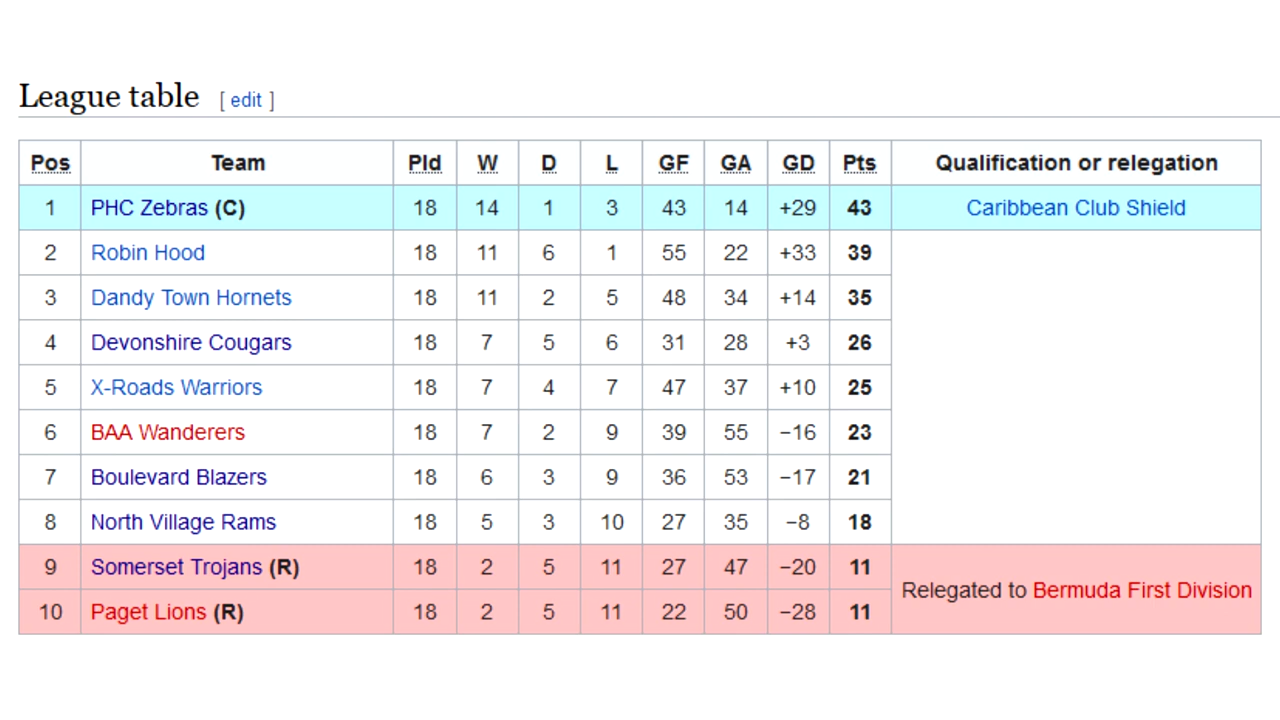 League table [ edit ]
Pos Team Pld W D L GF GA GD Pts Qualification or relegation
1 PHC Zebras (C) 18 14 1 3 43 14 +29 43 Caribbean Club Shield
2 Robin Hood 18 11 6 1 55 22 +33 39
3 Dandy Town Hornets 18 11 2 5 48 34 +14 35
4 Devonshire Cougars 18 7 5 6 31 28 +3 26
5 X-Roads Warriors 18 7 4 7 47 37 +10 25
6 BAA Wanderers 18 7 2 9 39 55 −16 23
7 Boulevard Blazers 18 6 3 9 36 53 −17 21
8 North Village Rams 18 5 3 10 27 35 −8 18
9 Somerset Trojans (R) 18 2 5 11 27 47 −20 11
Relegated to Bermuda First Division
10 Paget Lions (R) 18 2 5 11 22 50 −28 11